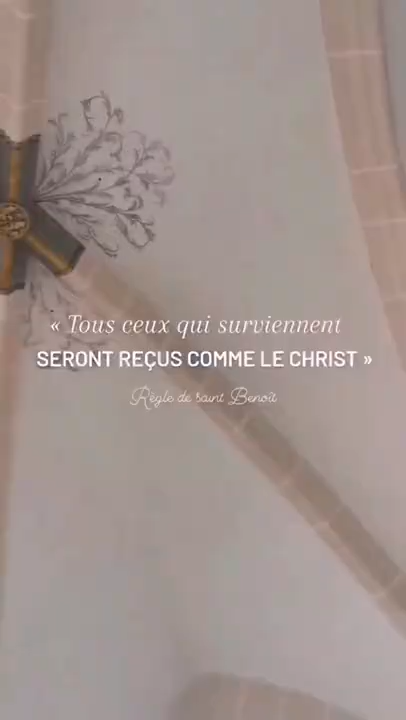 « Tous ceux qui surviennent
SERONT REÇUS COMME LE CHRIST »
Règle de saint Benoît